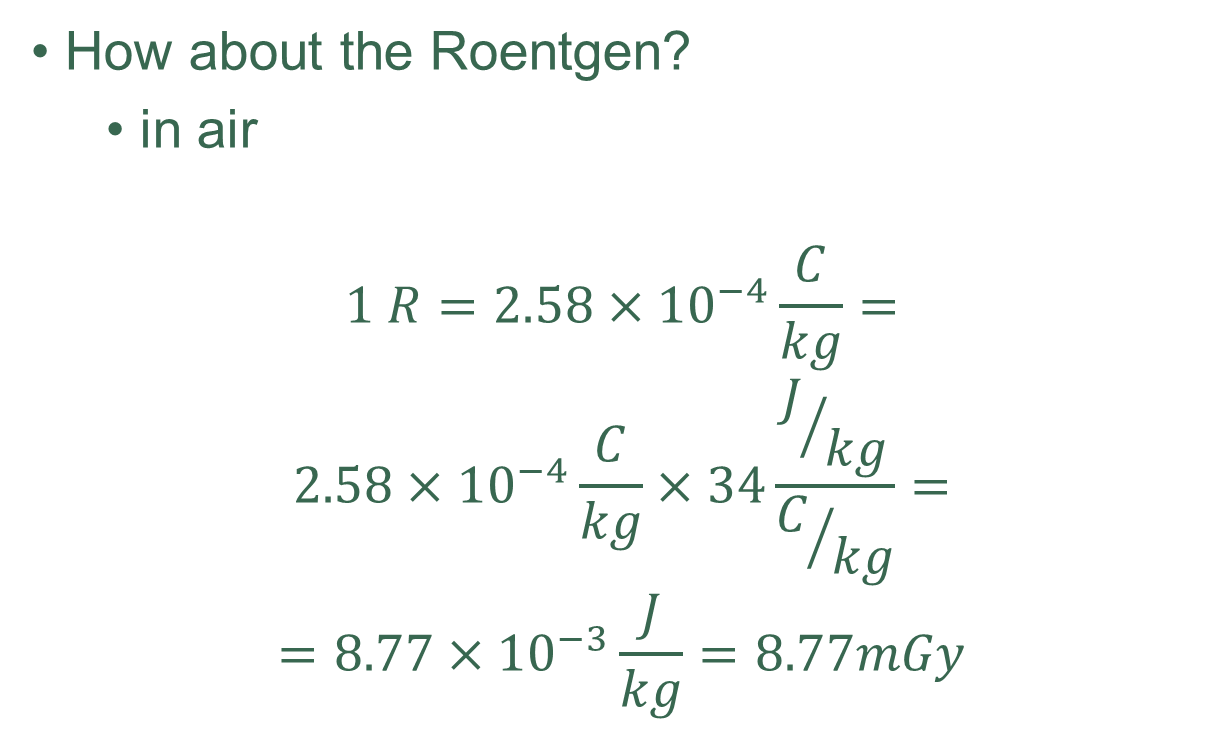 • How about the Roentgen?
• in air
1 R = 2.58 × 10⁻⁴ C/kg =
2.58 × 10⁻⁴ C/kg × 34 (J/kg)/(C/kg) =
= 8.77 × 10⁻³ J/kg = 8.77mGy